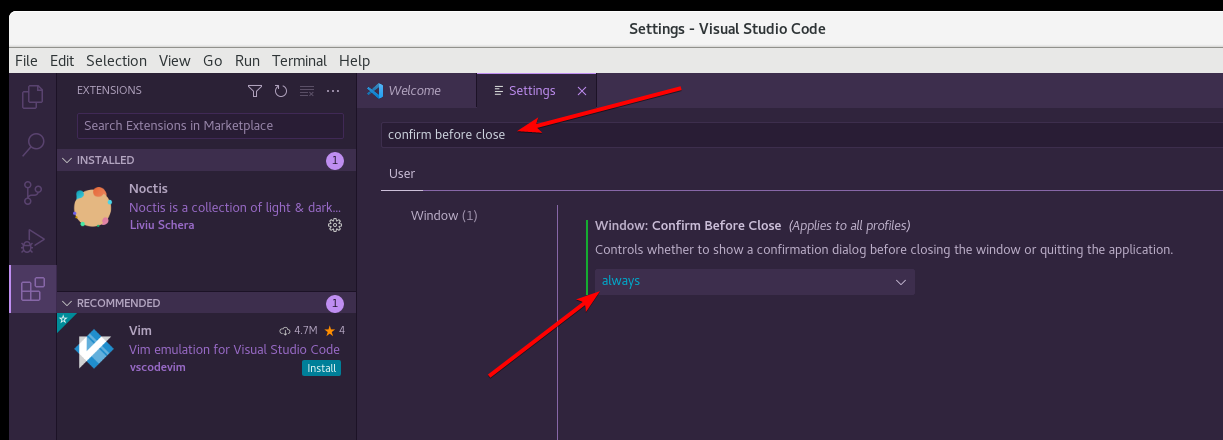 Settings - Visual Studio Code
File Edit Selection View Go Run Terminal Help
EXTENSIONS
Search Extensions in Marketplace
INSTALLED 1
Noctis
Noctis is a collection of light & dark...
Liviu Schera
RECOMMENDED 1
Vim 4.7M 4
Vim emulation for Visual Studio Code
vscodevim Install
Welcome Settings
confirm before close
User
Window (1)
Window: Confirm Before Close (Applies to all profiles)
Controls whether to show a confirmation dialog before closing the window or quitting the application.
always